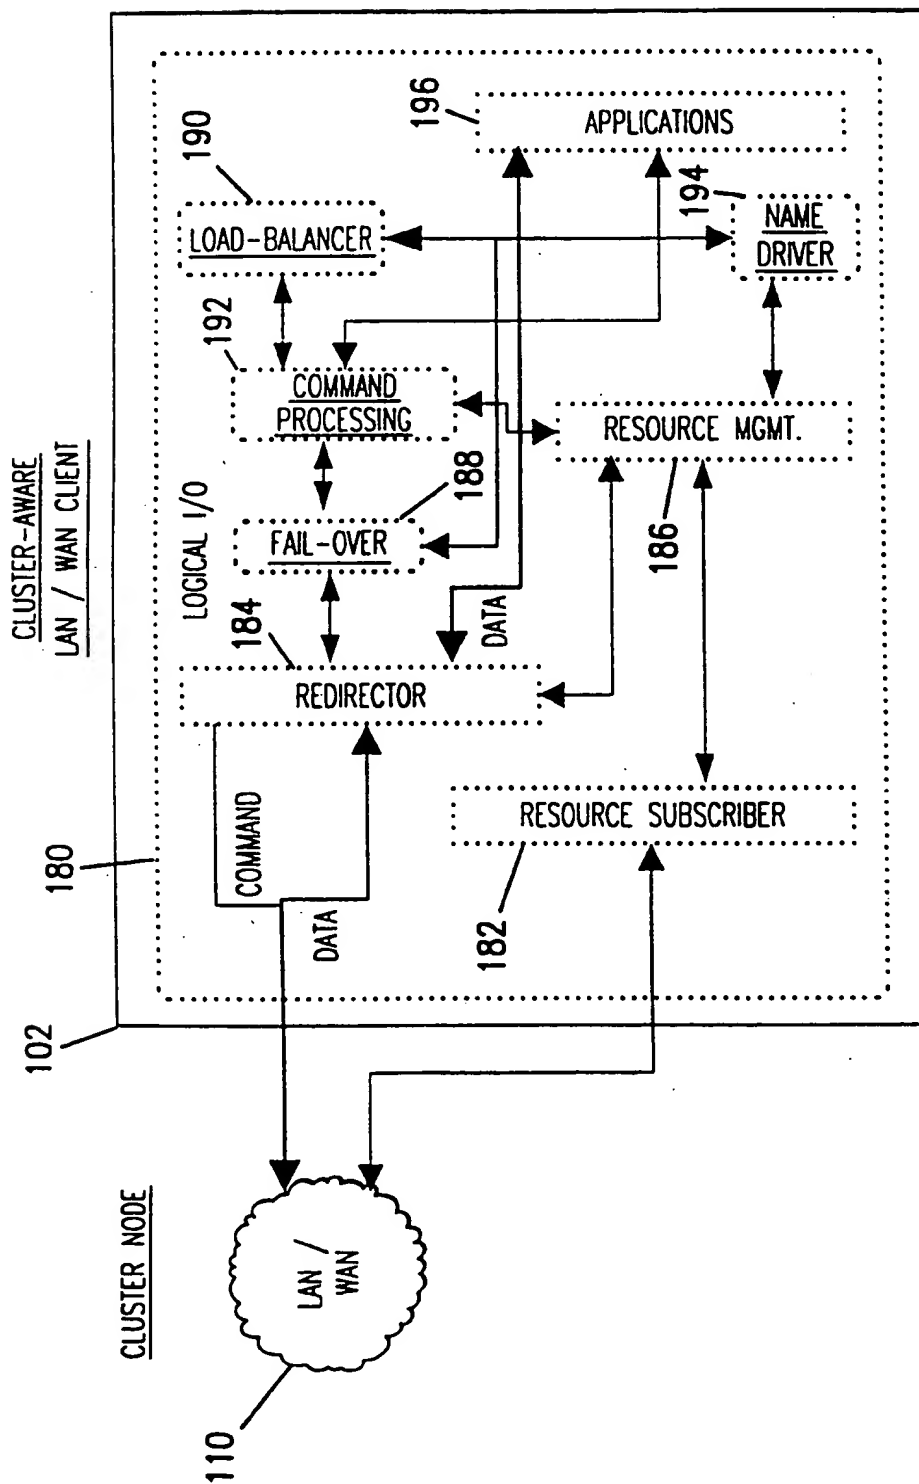 CLUSTER NODE
CLUSTER-AWARE
LAN / WAN CLIENT
110
LAN /
WAN
102
180
COMMAND
DATA
LOGICAL I/O
184
REDIRECTOR
DATA
188
FAIL-OVER
192
COMMAND
PROCESSING
190
LOAD-BALANCER
196
APPLICATIONS
194
NAME
DRIVER
RESOURCE MGMT.
186
RESOURCE SUBSCRIBER
182